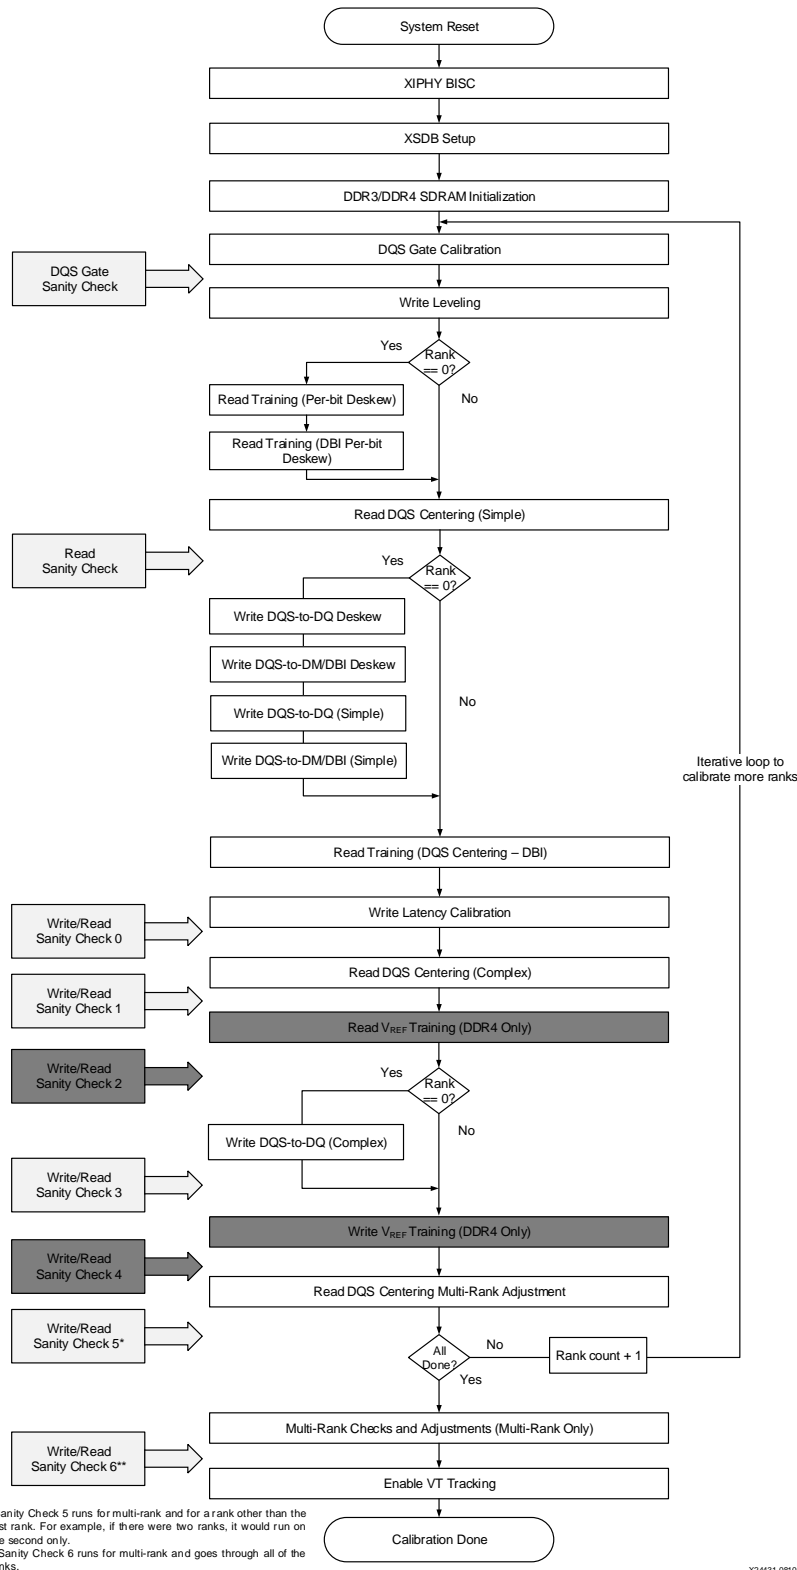 System Reset
XIPHY BISC
XSDB Setup
DDR3/DDR4 SDRAM Initialization
DQS Gate Calibration
DQS Gate
Sanity Check
Write Leveling
Yes
Rank
== 0?
No
Read Training (Per-bit Deskew)
Read Training (DBI Per-bit
Deskew)
Read DQS Centering (Simple)
Read
Sanity Check
Yes
Rank
== 0?
Write DQS-to-DQ Deskew
Write DQS-to-DM/DBI Deskew
No
Write DQS-to-DQ (Simple)
Write DQS-to-DM/DBI (Simple)
Iterative loop to
calibrate more ranks
Read Training (DQS Centering – DBI)
Write Latency Calibration
Write/Read
Sanity Check 0
Read DQS Centering (Complex)
Write/Read
Sanity Check 1
Read VREF Training (DDR4 Only)
Write/Read
Sanity Check 2
Yes
Rank
== 0?
No
Write DQS-to-DQ (Complex)
Write/Read
Sanity Check 3
Write VREF Training (DDR4 Only)
Write/Read
Sanity Check 4
Read DQS Centering Multi-Rank Adjustment
Write/Read
Sanity Check 5*
All
Done?
No
Rank count + 1
Yes
Multi-Rank Checks and Adjustments (Multi-Rank Only)
Write/Read
Sanity Check 6**
Enable VT Tracking
Calibration Done
Sanity Check 5 runs for multi-rank and for a rank other than the
rank. For example, if there were two ranks, it would run on
second only.
Sanity Check 6 runs for multi-rank and goes through all of the